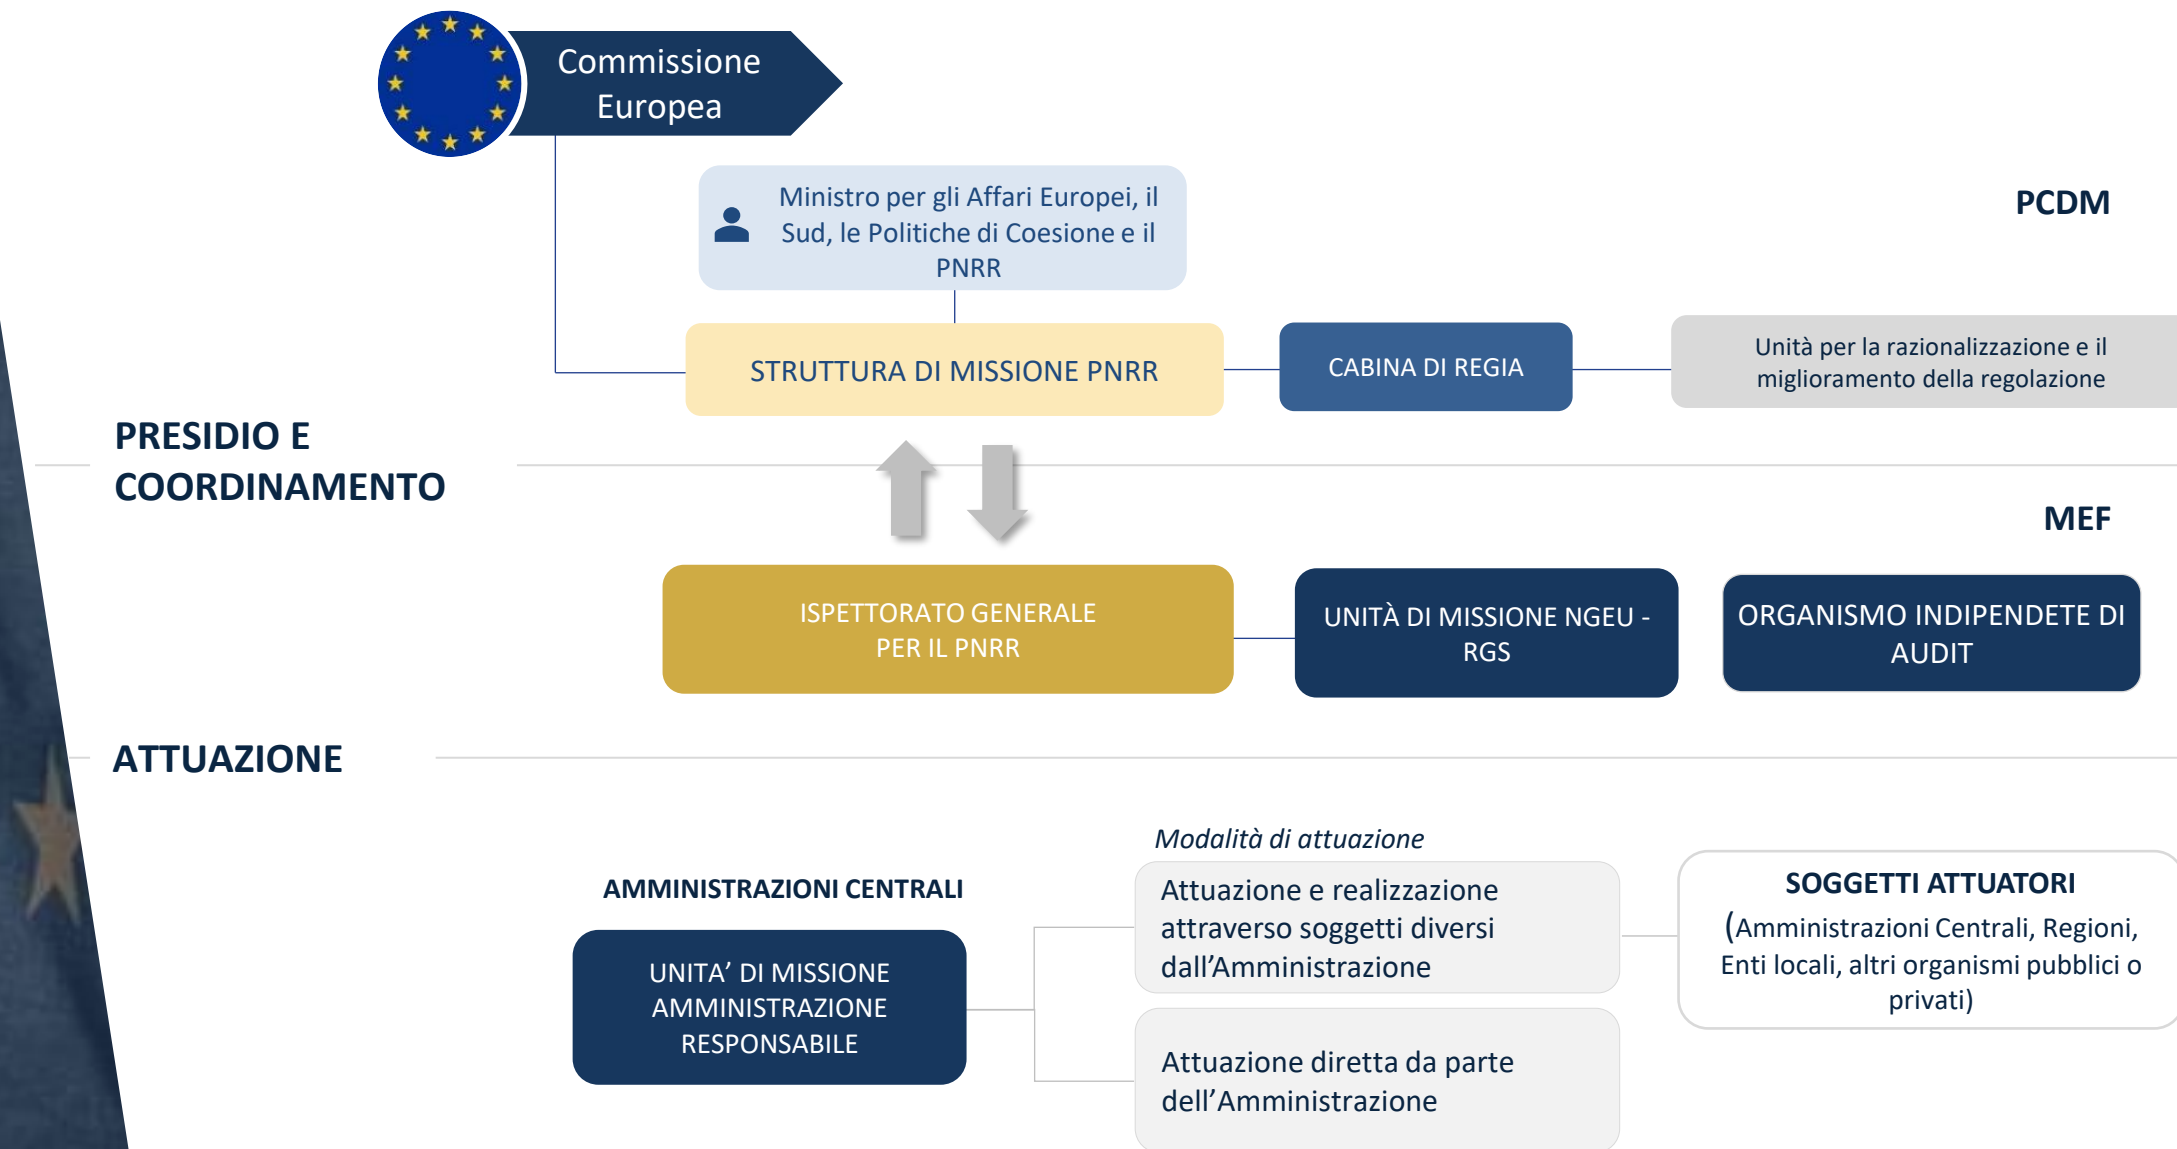 Commissione
Europea
Ministro per gli Affari Europei, il
Sud, le Politiche di Coesione e il
PNRR
PCDM
STRUTTURA DI MISSIONE PNRR
CABINA DI REGIA
Unità per la razionalizzazione e il
miglioramento della regolazione
PRESIDIO E
COORDINAMENTO
MEF
ISPETTORATO GENERALE
PER IL PNRR
UNITÀ DI MISSIONE NGEU -
RGS
ORGANISMO INDIPENDETE DI
AUDIT
ATTUAZIONE
AMMINISTRAZIONI CENTRALI
UNITA’ DI MISSIONE
AMMINISTRAZIONE
RESPONSABILE
Modalità di attuazione
Attuazione e realizzazione
attraverso soggetti diversi
dall’Amministrazione
Attuazione diretta da parte
dell’Amministrazione
SOGGETTI ATTUATORI
(Amministrazioni Centrali, Regioni,
Enti locali, altri organismi pubblici o
privati)